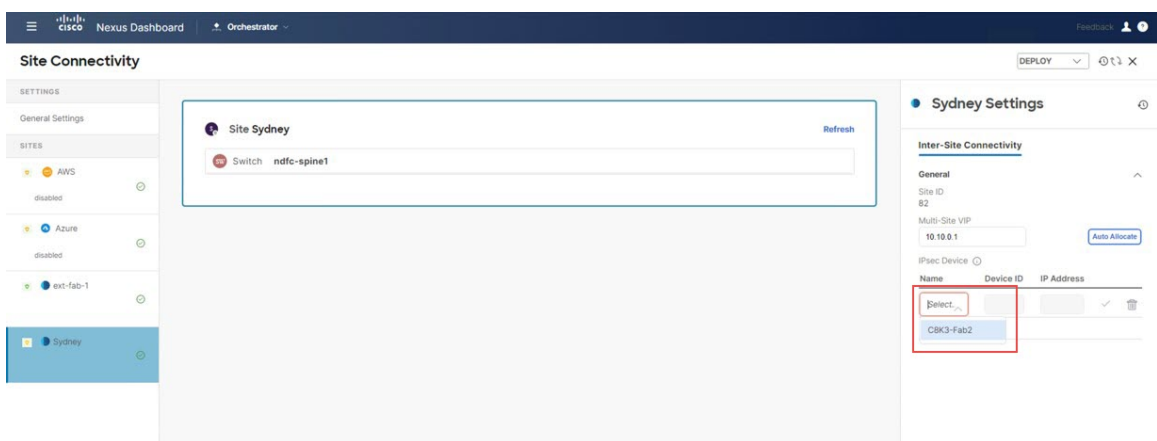 cisco Nexus Dashboard Orchestrator Feedback
Site Connectivity DEPLOY
SETTINGS
General Settings
SITES
AWS
disabled
Azure
disabled
ext-fab-1
Sydney
Site Sydney Refresh
SW Switch ndfc-spine1
Sydney Settings
Inter-Site Connectivity
General
Site ID
82
Multi-Site VIP
10.10.0.1 Auto Allocate
IPsec Device
Name Device ID IP Address
Select.
C8K3-Fab2